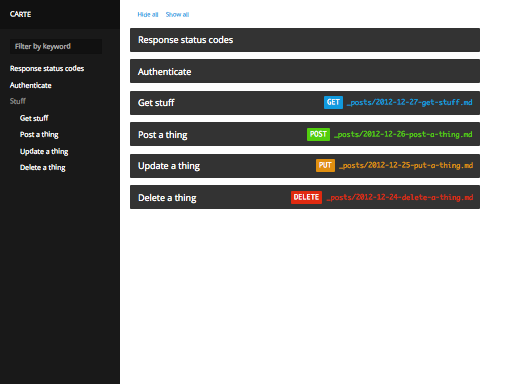 CARTE
Filter by keyword
Response status codes
Authenticate
Stuff
Get stuff
Post a thing
Update a thing
Delete a thing
Hide all Show all
Response status codes
Authenticate
Get stuff GET _posts/2012-12-27-get-stuff.md
Post a thing POST _posts/2012-12-26-post-a-thing.md
Update a thing PUT _posts/2012-12-25-put-a-thing.md
Delete a thing DELETE _posts/2012-12-24-delete-a-thing.md